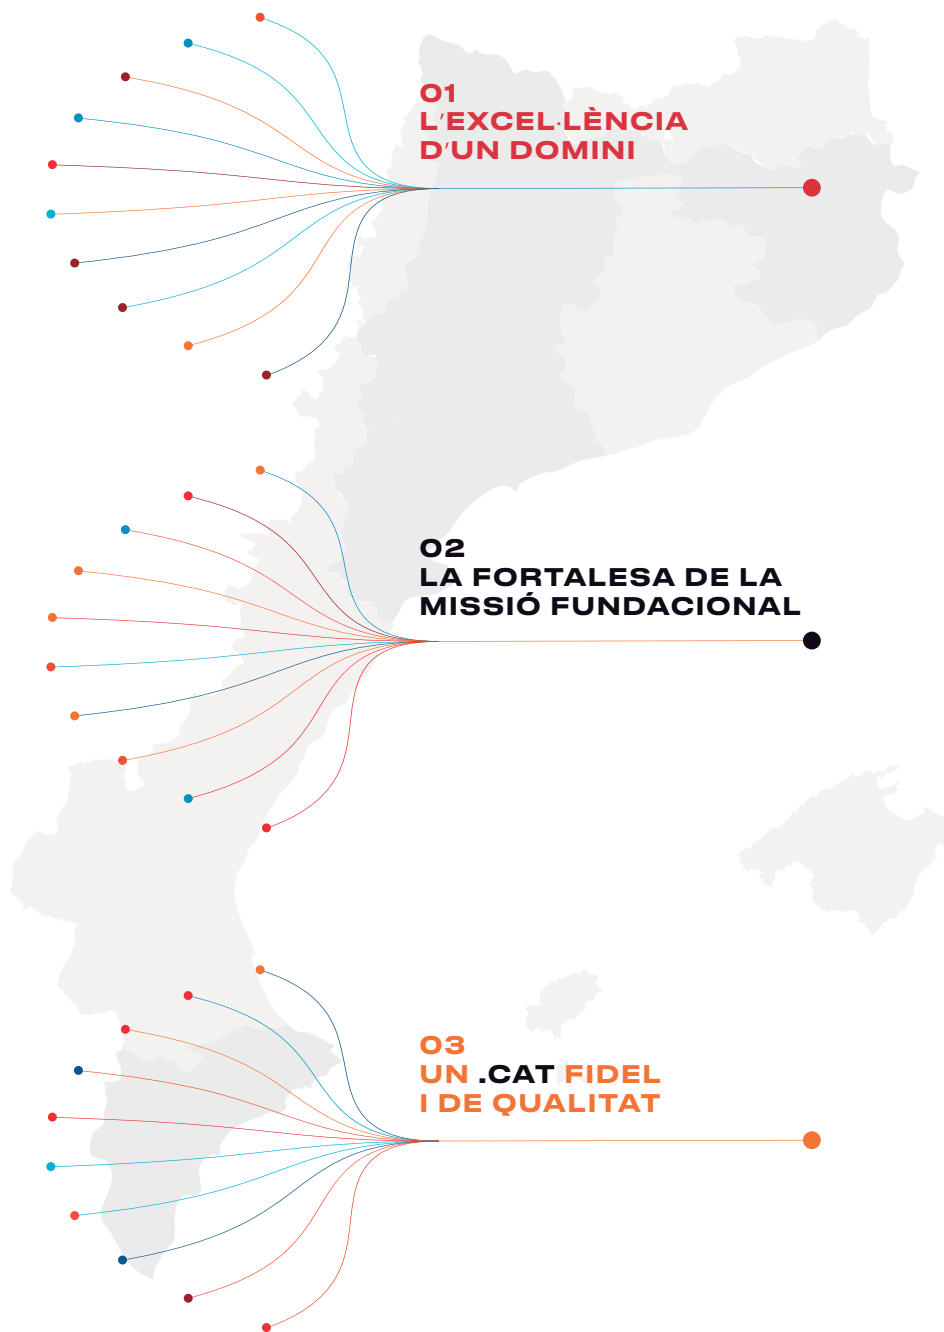 01
L'EXCEL·LÈNCIA
D'UN DOMINI
02
LA FORTALESA DE LA
MISSIÓ FUNDACIONAL
03
UN .CAT FIDEL
I DE QUALITAT